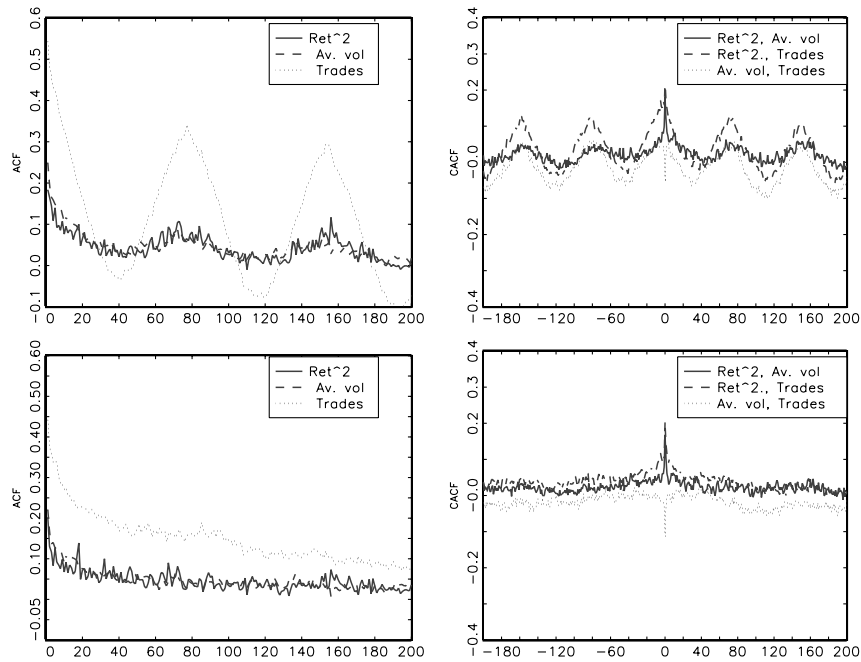 Ret^2
Av. vol
Trades
ACF
0.6
0.5
0.4
0.3
0.2
0.1
0.0
−0.1
0 20 40 60 80 100 120 140 160 180 200
Ret^2, Av. vol
Ret^2., Trades
Av. vol, Trades
CACF
0.4
0.2
−0.0
−0.2
−0.4
−180 −120 −60 0 20 40 60 80 120 160 200
Ret^2
Av. vol
Trades
ACF
0.60
0.50
0.40
0.30
0.20
0.10
−0.05
0 20 40 60 80 100 120 140 160 180 200
Ret^2, Av. vol
Ret^2., Trades
Av. vol, Trades
CACF
0.4
0.2
−0.0
−0.2
−0.4
−180 −120 −60 0 20 40 60 80 120 160 200